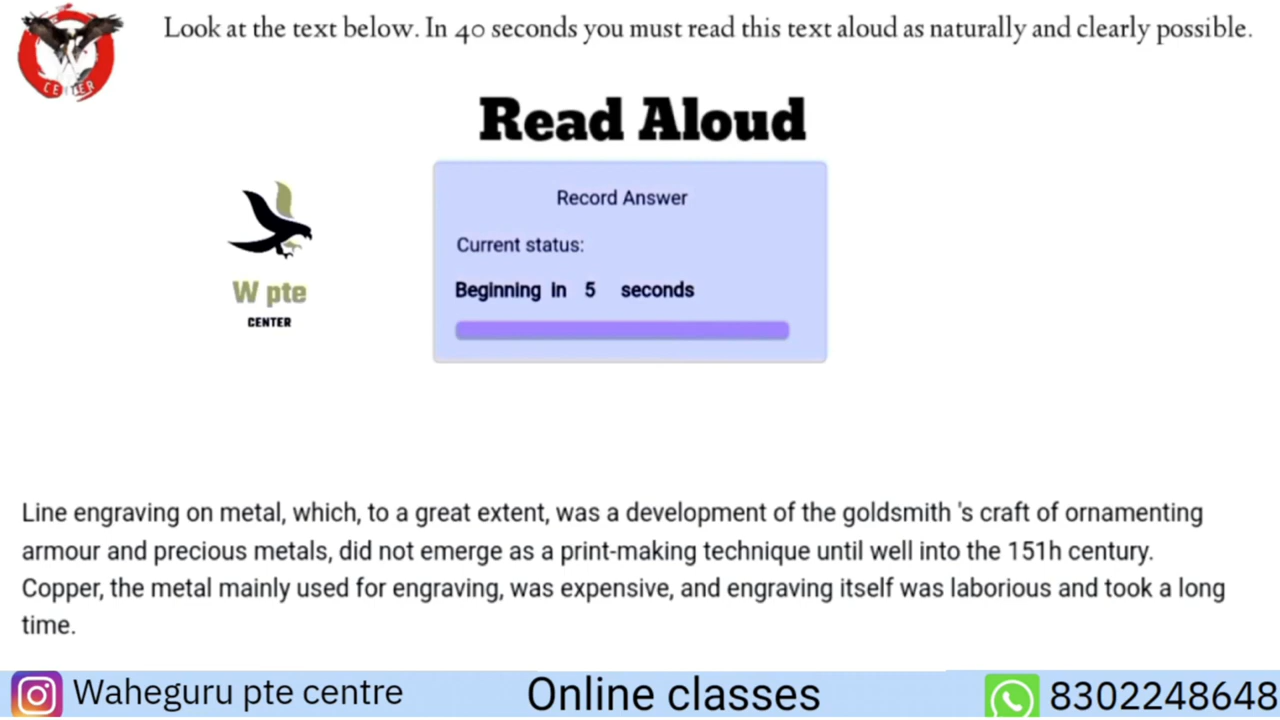 Look at the text below. In 40 seconds you must read this text aloud as naturally and clearly possible.
CENTER
Read Aloud
Record Answer
Current status:
Beginning in 5 seconds
W pte
CENTER
Line engraving on metal, which, to a great extent, was a development of the goldsmith 's craft of ornamenting
armour and precious metals, did not emerge as a print-making technique until well into the 151h century.
Copper, the metal mainly used for engraving, was expensive, and engraving itself was laborious and took a long
time.
Waheguru pte centre
Online classes
8302248648